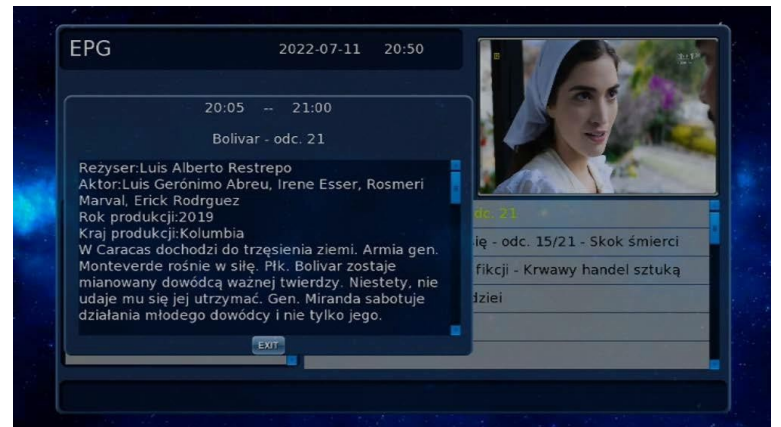 EPG 2022-07-11 20:50
20:05 -- 21:00
Bolivar - odc. 21
Reżyser:Luis Alberto Restrepo
Aktor:Luis Gerónimo Abreu, Irene Esser, Rosmeri
Marval, Erick Rodrguez
Rok produkcji:2019
Kraj produkcji:Kolumbia
W Caracas dochodzi do trzęsienia ziemi. Armia gen.
Monteverde rośnie w siłę. Płk. Bolivar zostaje
mianowany dowódcą ważnej twierdzy. Niestety, nie
udaje mu się jej utrzymać. Gen. Miranda sabotuje
działania młodego dowódcy i nie tylko jego.
EXIT
odc. 21
ię - odc. 15/21 - Skok śmierci
fikcji - Krwawy handel sztuką
dziei